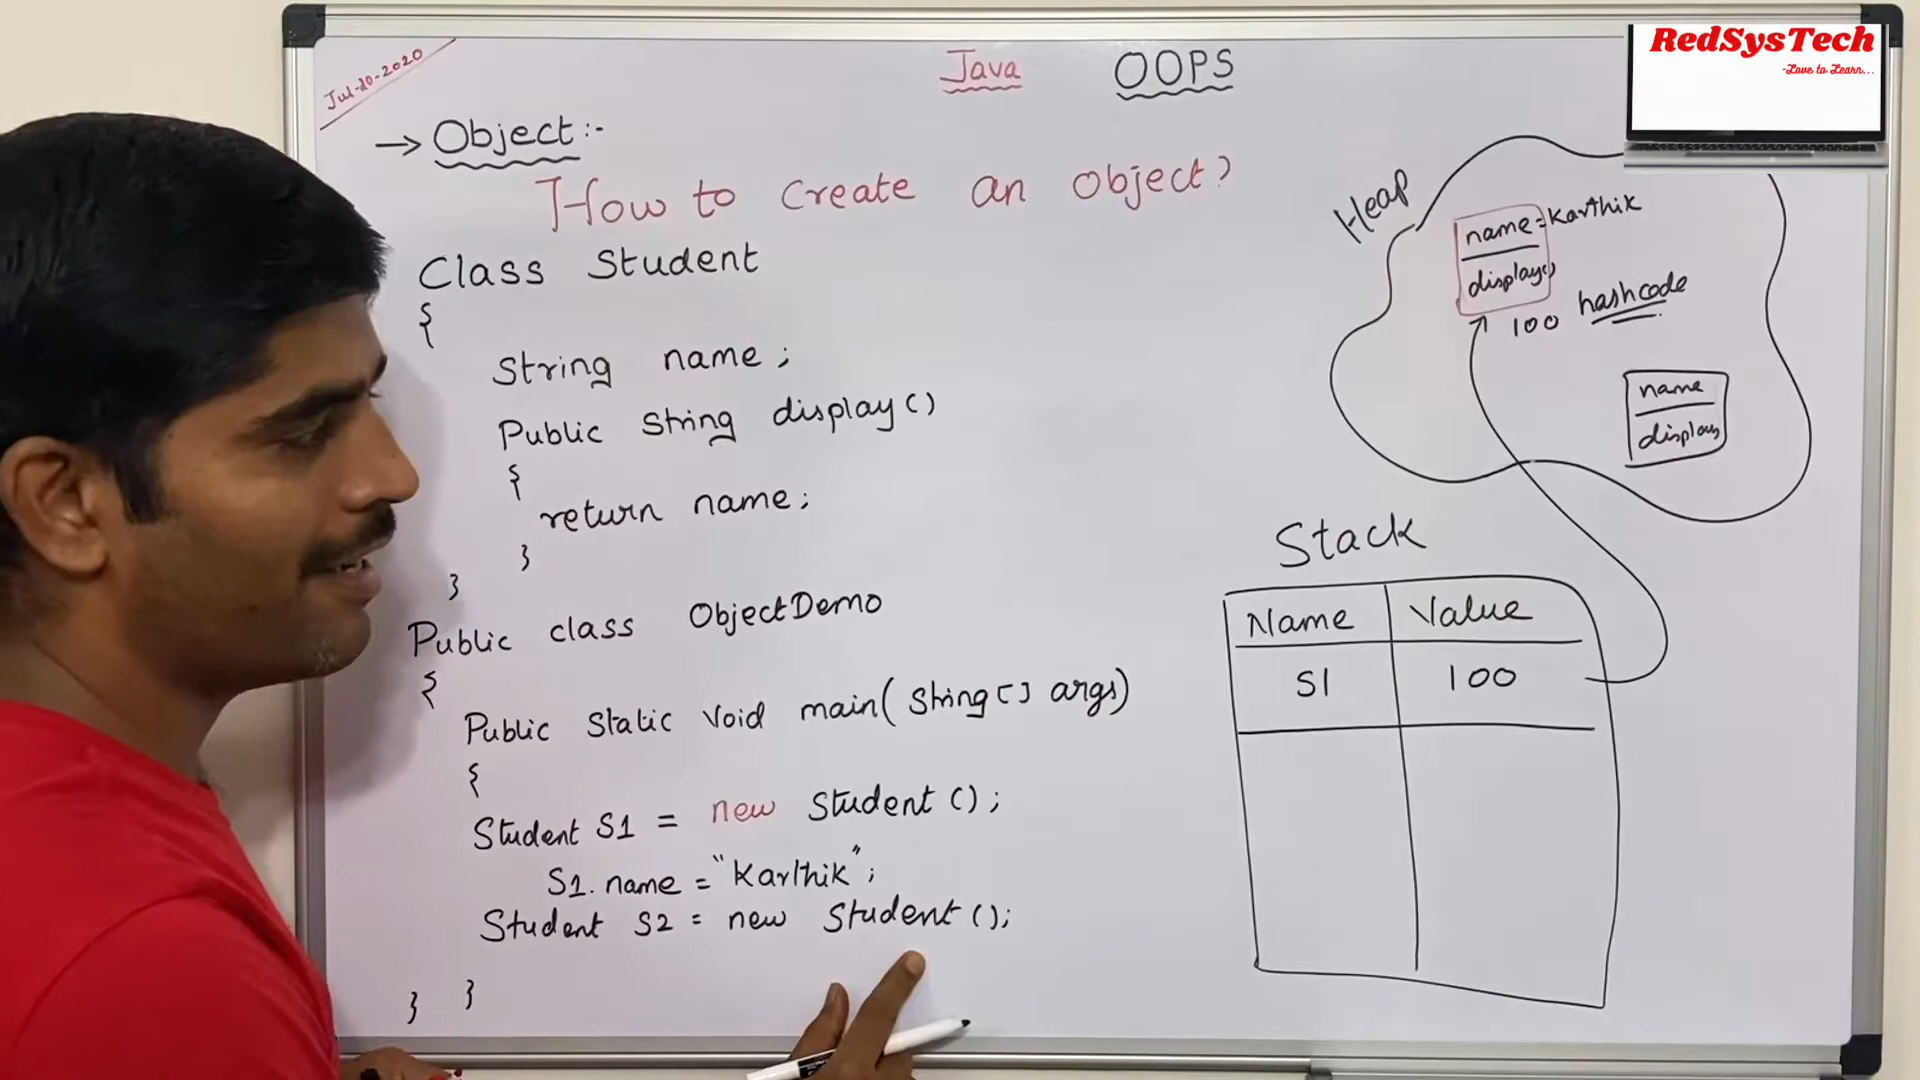 Jul-20-2020
Java OOPS
RedSysTech
-Love to Learn...
→ Object:-
How to create an object?
Class Student
{
String name;
Public String display()
{
return name;
}
}
Public class ObjectDemo
{
Public Static Void main(String[] args)
{
Student S1 = new Student();
S1.name = "Karthik";
Student S2 = new Student();
} }
Heap
name = Karthik
display()
100 hashcode
name
display
Stack
Name Value
S1 100